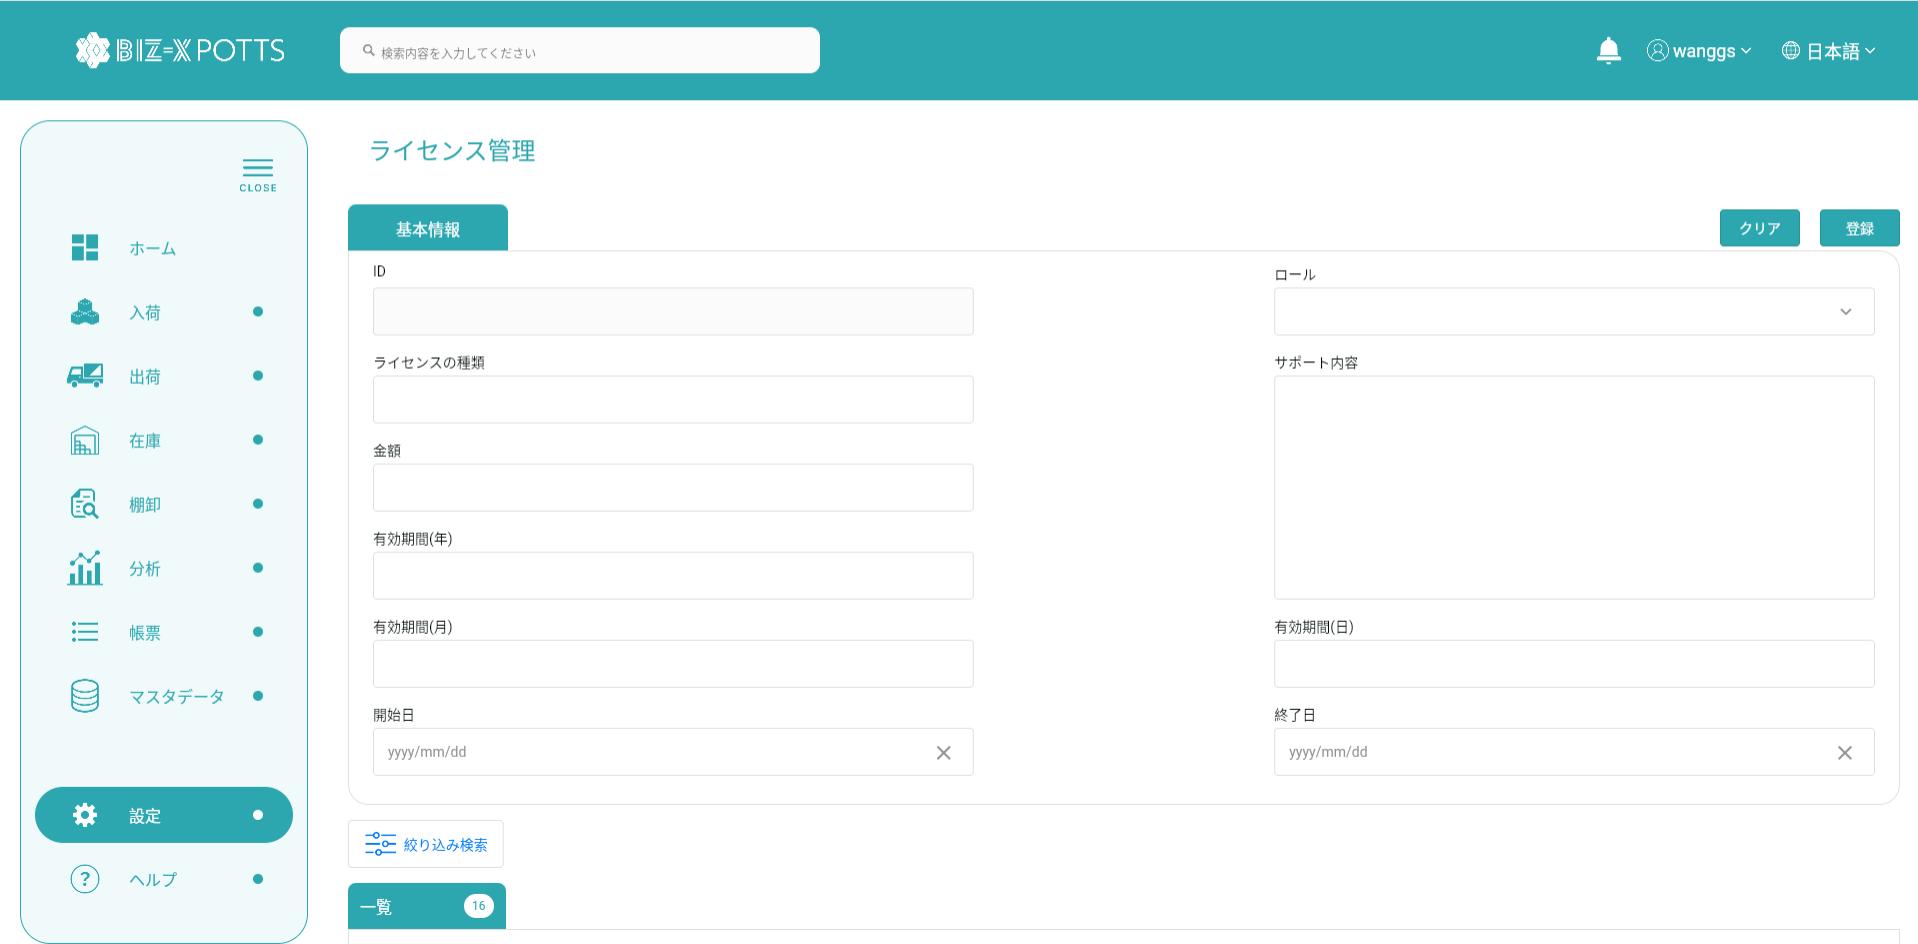 BIZ=X POTTS
検索内容を入力してください
wanggs
日本語
CLOSE
ホーム
入荷
出荷
在庫
棚卸
分析
帳票
マスタデータ
設定
ヘルプ
ライセンス管理
基本情報
クリア
登録
ID
ロール
ライセンスの種類
サポート内容
金額
有効期間(年)
有効期間(月)
有効期間(日)
開始日
終了日
yyyy/mm/dd
yyyy/mm/dd
絞り込み検索
一覧 16